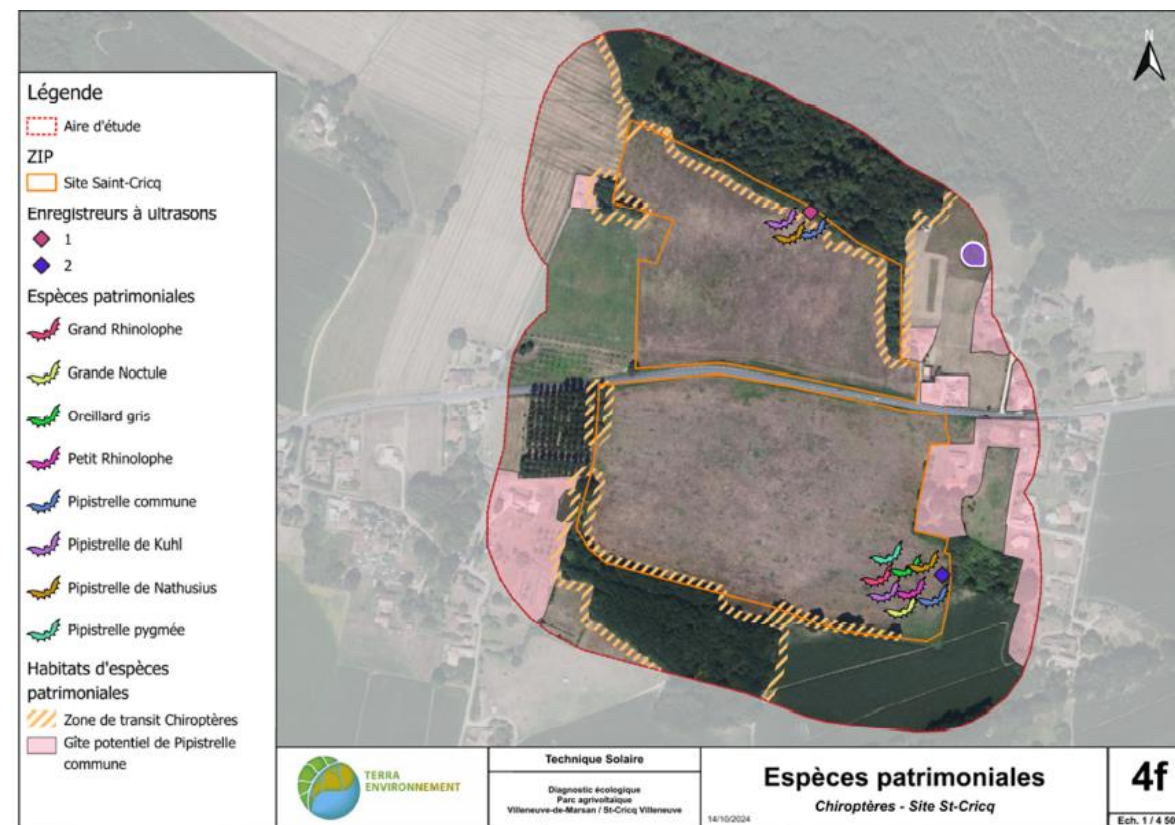 N
Légende
Aire d'étude
ZIP
Site Saint-Cricq
Enregistreurs à ultrasons
1
2
Espèces patrimoniales
Grand Rhinolophe
Grande Noctule
Oreillard gris
Petit Rhinolophe
Pipistrelle commune
Pipistrelle de Kuhl
Pipistrelle de Nathusius
Pipistrelle pygmée
Habitats d'espèces
patrimoniales
Zone de transit Chiroptères
Gîte potentiel de Pipistrelle
commune
TERRA
ENVIRONNEMENT
Technique Solaire
Diagnostic écologique
Parc agrivoltaïque
Villeneuve-de-Marsan / St-Cricq Villeneuve
14/10/2024
Espèces patrimoniales
Chiroptères - Site St-Cricq
4f
Ech. 1 / 4